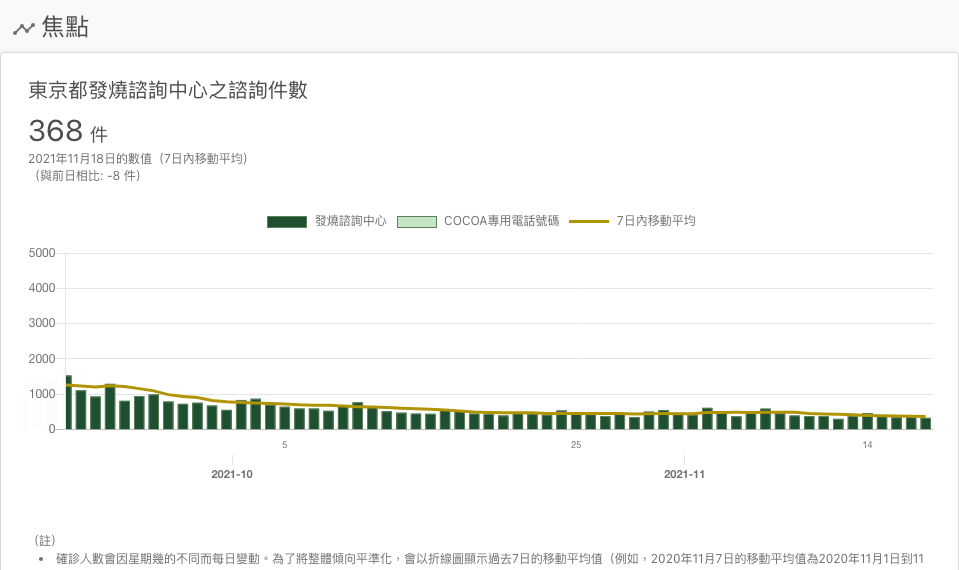 焦點
東京都發燒諮詢中心之諮詢件數
368 件
2021年11月18日的數值（7日內移動平均）
（與前日相比: -8 件）
發燒諮詢中心 COCOA專用電話號碼 7日內移動平均
5000
4000
3000
2000
1000
0
5 25 14
2021-10 2021-11
（註）
• 確診人數會因星期幾的不同而每日變動。為了將整體傾向平準化，會以折線圖顯示過去7日的移動平均值（例如，2020年11月7日的移動平均值為2020年11月1日到11